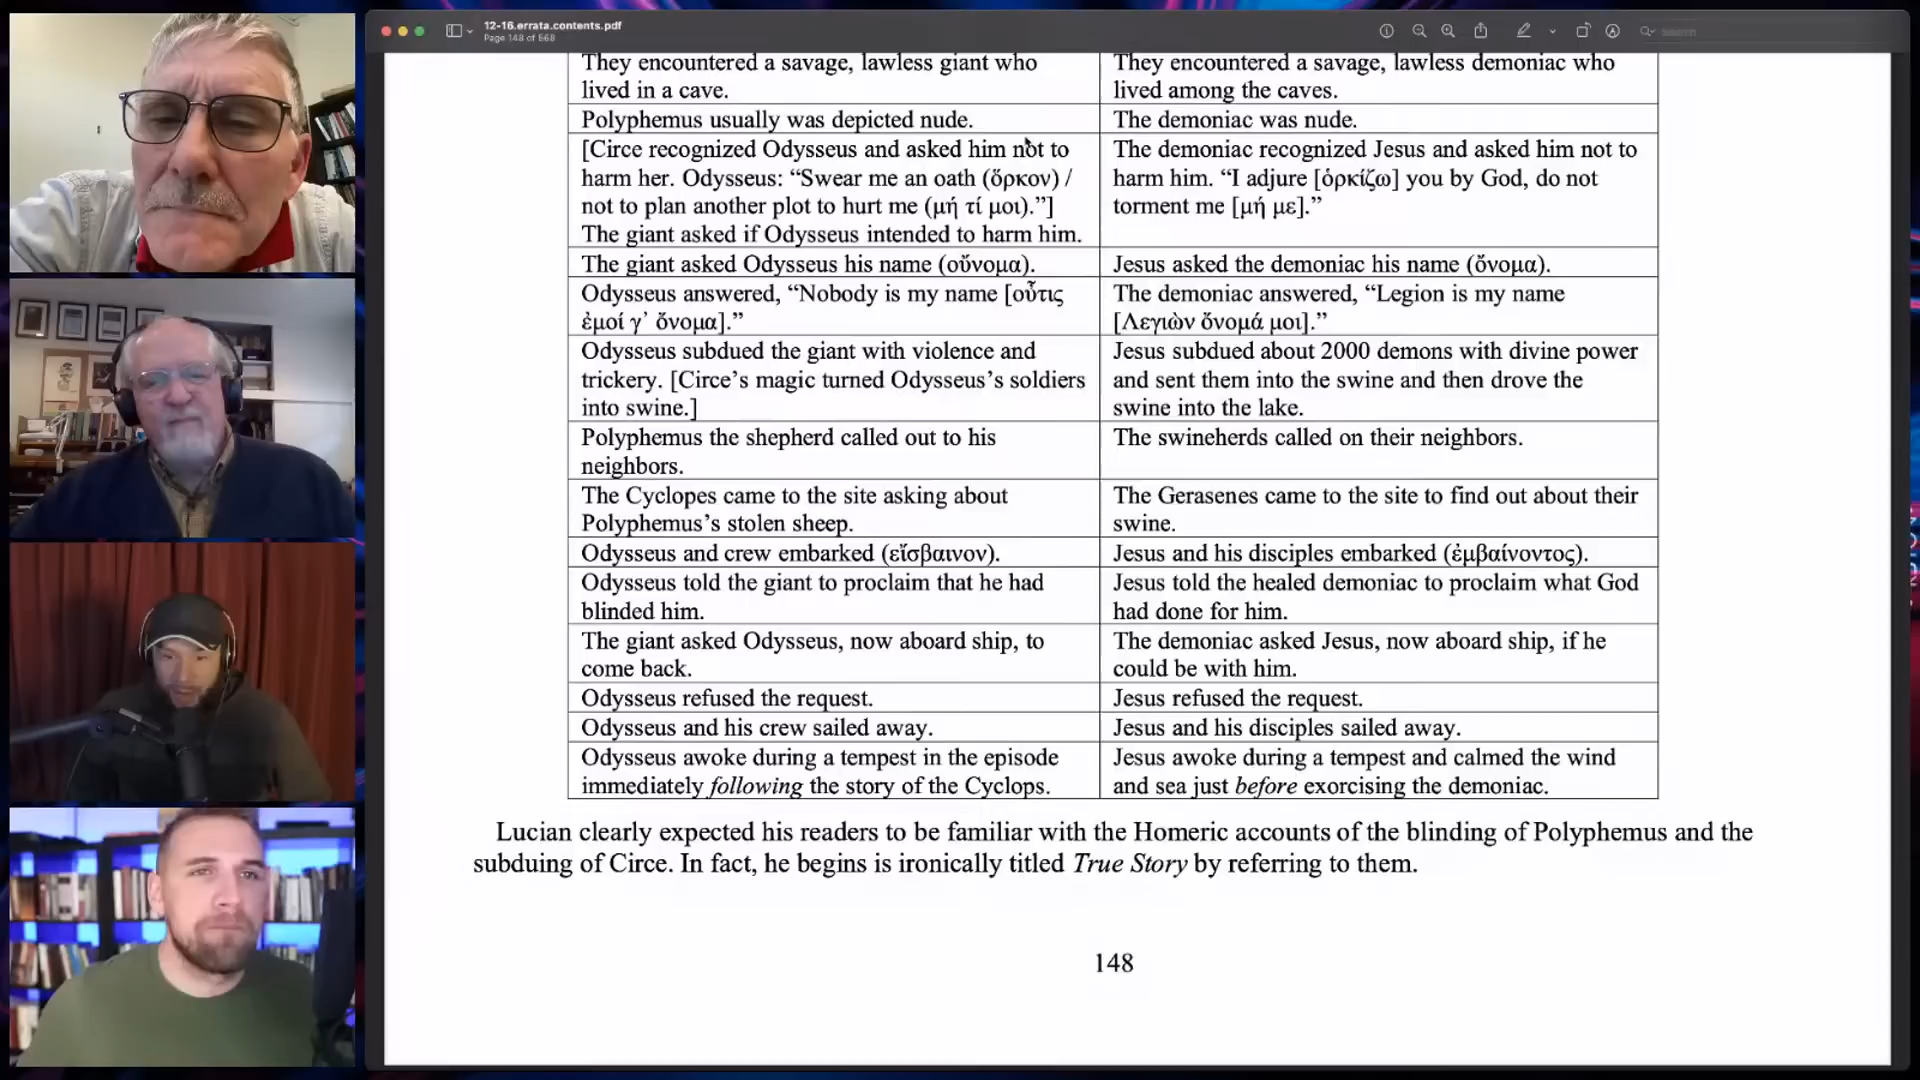 12-16.errata.contents.pdf
Page 148 of 568
Search
They encountered a savage, lawless giant who
lived in a cave.
They encountered a savage, lawless demoniac who
lived among the caves.
Polyphemus usually was depicted nude.
The demoniac was nude.
[Circe recognized Odysseus and asked him not to
harm her. Odysseus: “Swear me an oath (ὅρκον) /
not to plan another plot to hurt me (μή τί μοι).”]
The giant asked if Odysseus intended to harm him.
The demoniac recognized Jesus and asked him not to
harm him. “I adjure [ὁρκίζω] you by God, do not
torment me [μή με].”
The giant asked Odysseus his name (οὔνομα).
Jesus asked the demoniac his name (ὄνομα).
Odysseus answered, “Nobody is my name [οὖτις
ἐμοί γ’ ὄνομα].”
The demoniac answered, “Legion is my name
[Λεγιὼν ὄνομά μοι].”
Odysseus subdued the giant with violence and
trickery. [Circe’s magic turned Odysseus’s soldiers
into swine.]
Jesus subdued about 2000 demons with divine power
and sent them into the swine and then drove the
swine into the lake.
Polyphemus the shepherd called out to his
neighbors.
The swineherds called on their neighbors.
The Cyclopes came to the site asking about
Polyphemus’s stolen sheep.
The Gerasenes came to the site to find out about their
swine.
Odysseus and crew embarked (εἴσβαινον).
Jesus and his disciples embarked (ἐμβαίνοντος).
Odysseus told the giant to proclaim that he had
blinded him.
Jesus told the healed demoniac to proclaim what God
had done for him.
The giant asked Odysseus, now aboard ship, to
come back.
The demoniac asked Jesus, now aboard ship, if he
could be with him.
Odysseus refused the request.
Jesus refused the request.
Odysseus and his crew sailed away.
Jesus and his disciples sailed away.
Odysseus awoke during a tempest in the episode
immediately following the story of the Cyclops.
Jesus awoke during a tempest and calmed the wind
and sea just before exorcising the demoniac.
Lucian clearly expected his readers to be familiar with the Homeric accounts of the blinding of Polyphemus and the
subduing of Circe. In fact, he begins is ironically titled True Story by referring to them.
148